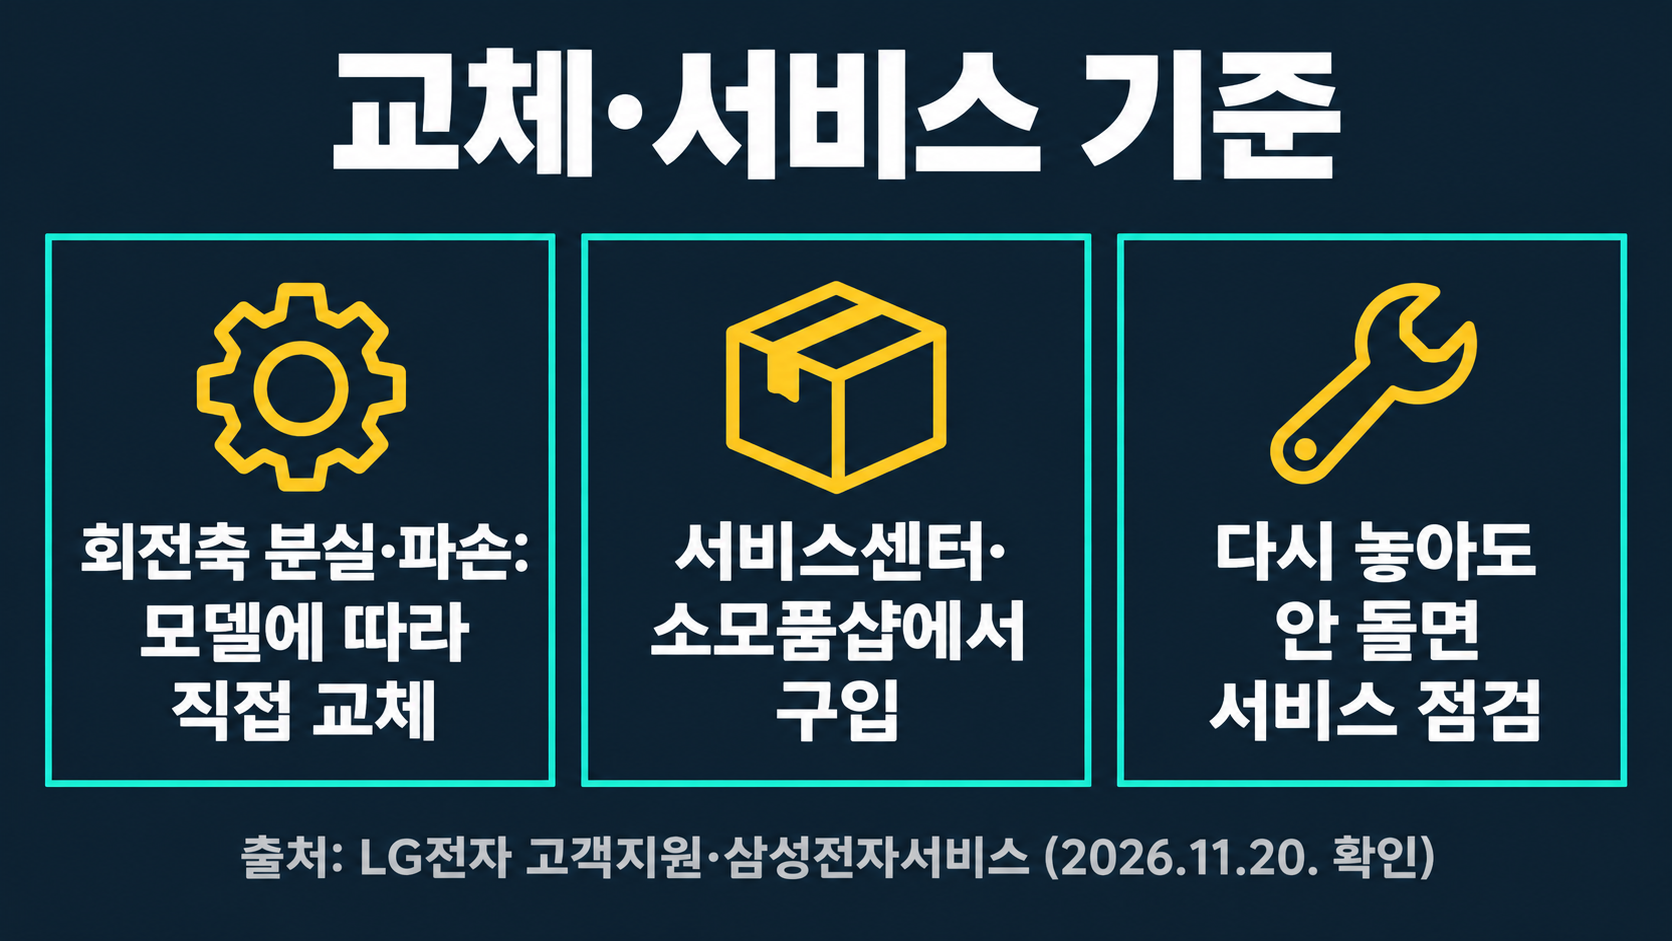 교체·서비스 기준
회전축 분실·파손:
모델에 따라
직접 교체
서비스센터·
소모품샵에서
구입
다시 놓아도
안 돌면
서비스 점검
출처: LG전자 고객지원·삼성전자서비스 (2026.11.20. 확인)